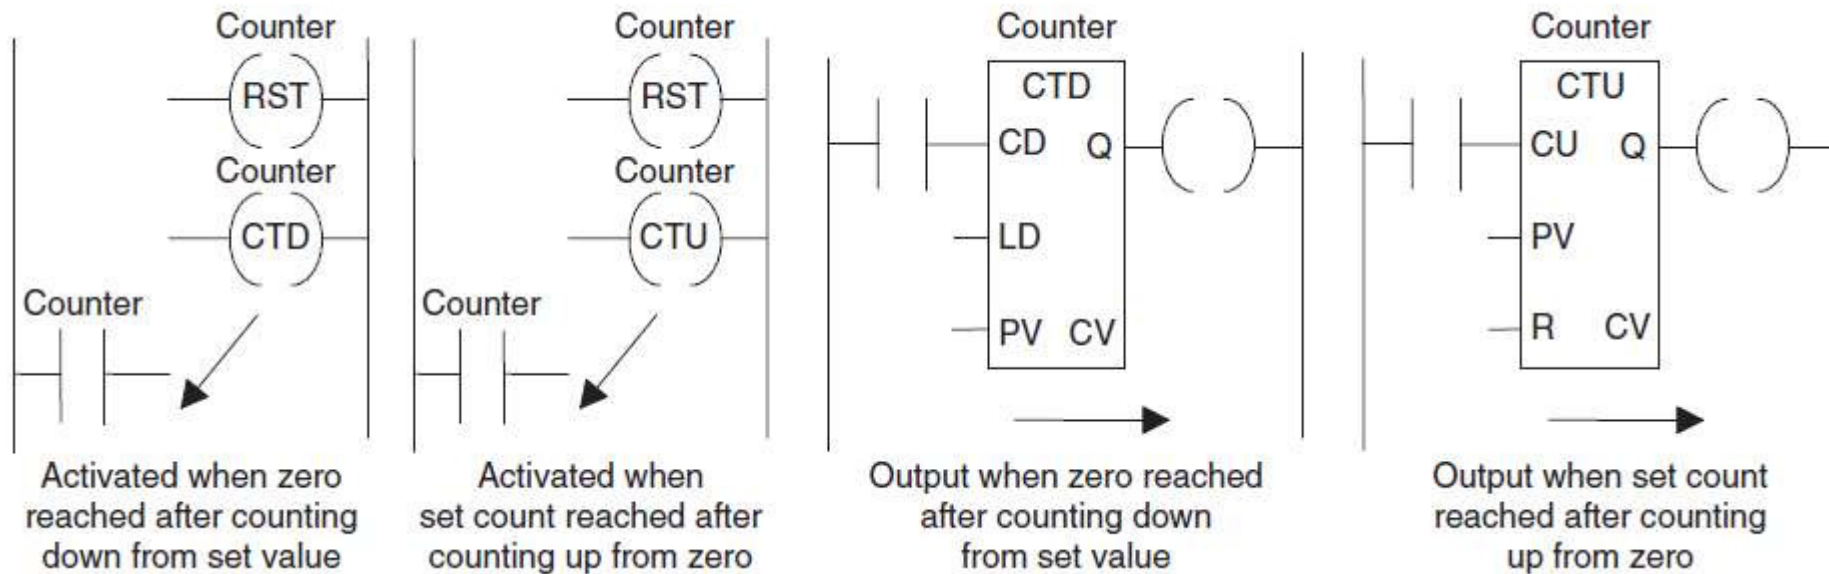 Counter
RST
Counter
CTD
Counter
Activated when zero
reached after counting
down from set value
Counter
RST
Counter
CTU
Counter
Activated when
set count reached after
counting up from zero
Counter
CTD
CD Q
LD
PV CV
Output when zero reached
after counting down
from set value
Counter
CTU
CU Q
PV
R CV
Output when set count
reached after counting
up from zero